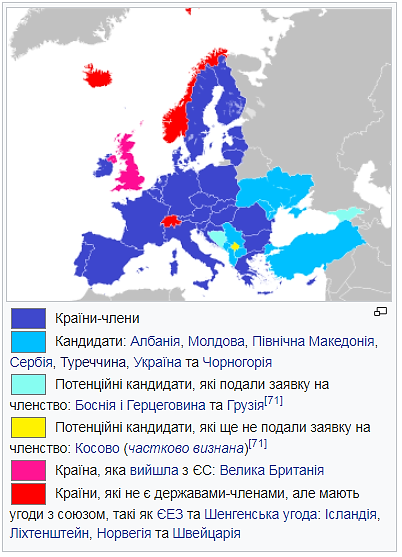 Країни-члени
Кандидати: Албанія, Молдова, Північна Македонія,
Сербія, Туреччина, Україна та Чорногорія
Потенційні кандидати, які подали заявку на
членство: Боснія і Герцеговина та Грузія[71]
Потенційні кандидати, які ще не подали заявку на
членство: Косово (частково визнана)[71]
Країна, яка вийшла з ЄС: Велика Британія
Країни, які не є державами-членами, але мають
угоди з союзом, такі як ЄЕЗ та Шенгенська угода: Ісландія,
Ліхтенштейн, Норвегія та Швейцарія